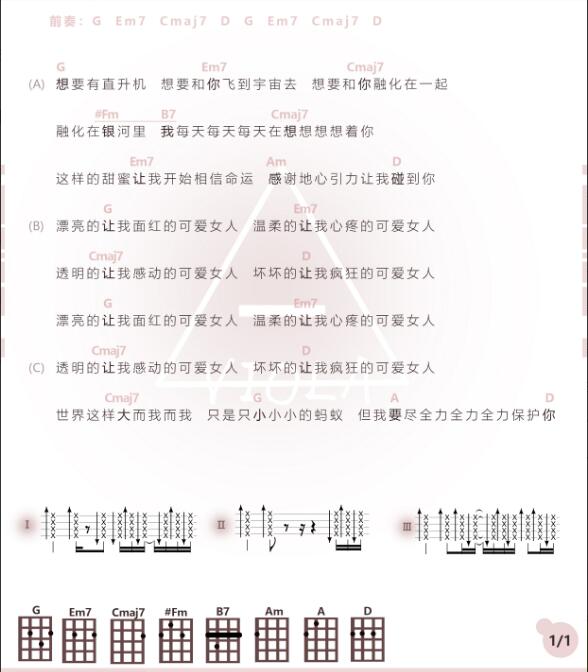 前奏：G Em7 Cmaj7 D G Em7 Cmaj7 D
G Em7 Cmaj7
(A) 想要有直升机 想要和你飞到宇宙去 想要和你融化在一起
#Fm B7 Cmaj7
融化在银河里 我每天每天每天在想想想想着你
Em7 Am D
这样的甜蜜让我开始相信命运 感谢地心引力让我碰到你
G Em7
(B) 漂亮的让我面红的可爱女人 温柔的让我心疼的可爱女人
Cmaj7 D
透明的让我感动的可爱女人 坏坏的让我疯狂的可爱女人
G Em7
漂亮的让我面红的可爱女人 温柔的让我心疼的可爱女人
Cmaj7 D
(C) 透明的让我感动的可爱女人 坏坏的让我疯狂的可爱女人
Cmaj7 G A D
世界这样大而我而我 只是只小小小的蚂蚁 但我要尽全力全力全力保护你
VIOLA
I II III
G Em7 Cmaj7 #Fm B7 Am A D
1/1